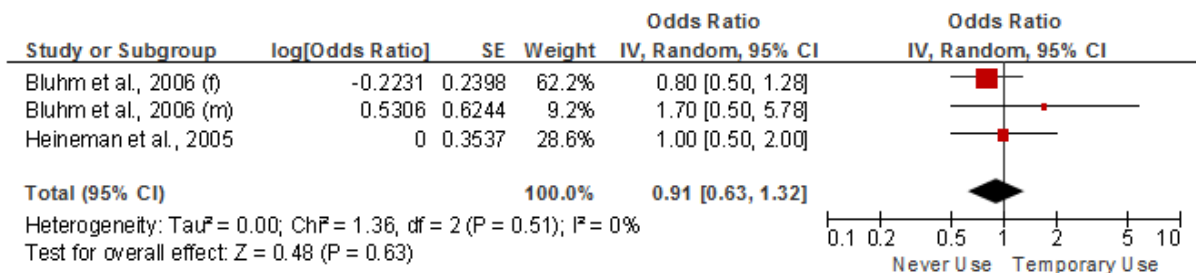 Odds Ratio Odds Ratio
Study or Subgroup log[Odds Ratio] SE Weight IV, Random, 95% CI IV, Random, 95% CI
Bluhm et al., 2006 (f) -0.2231 0.2398 62.2% 0.80 [0.50, 1.28]
Bluhm et al., 2006 (m) 0.5306 0.6244 9.2% 1.70 [0.50, 5.78]
Heineman et al., 2005 0 0.3537 28.6% 1.00 [0.50, 2.00]
Total (95% CI) 100.0% 0.91 [0.63, 1.32]
Heterogeneity: Tau² = 0.00; Chi² = 1.36, df = 2 (P = 0.51); I² = 0%
Test for overall effect: Z = 0.48 (P = 0.63)
0.1 0.2 0.5 1 2 5 10
Never Use Temporary Use